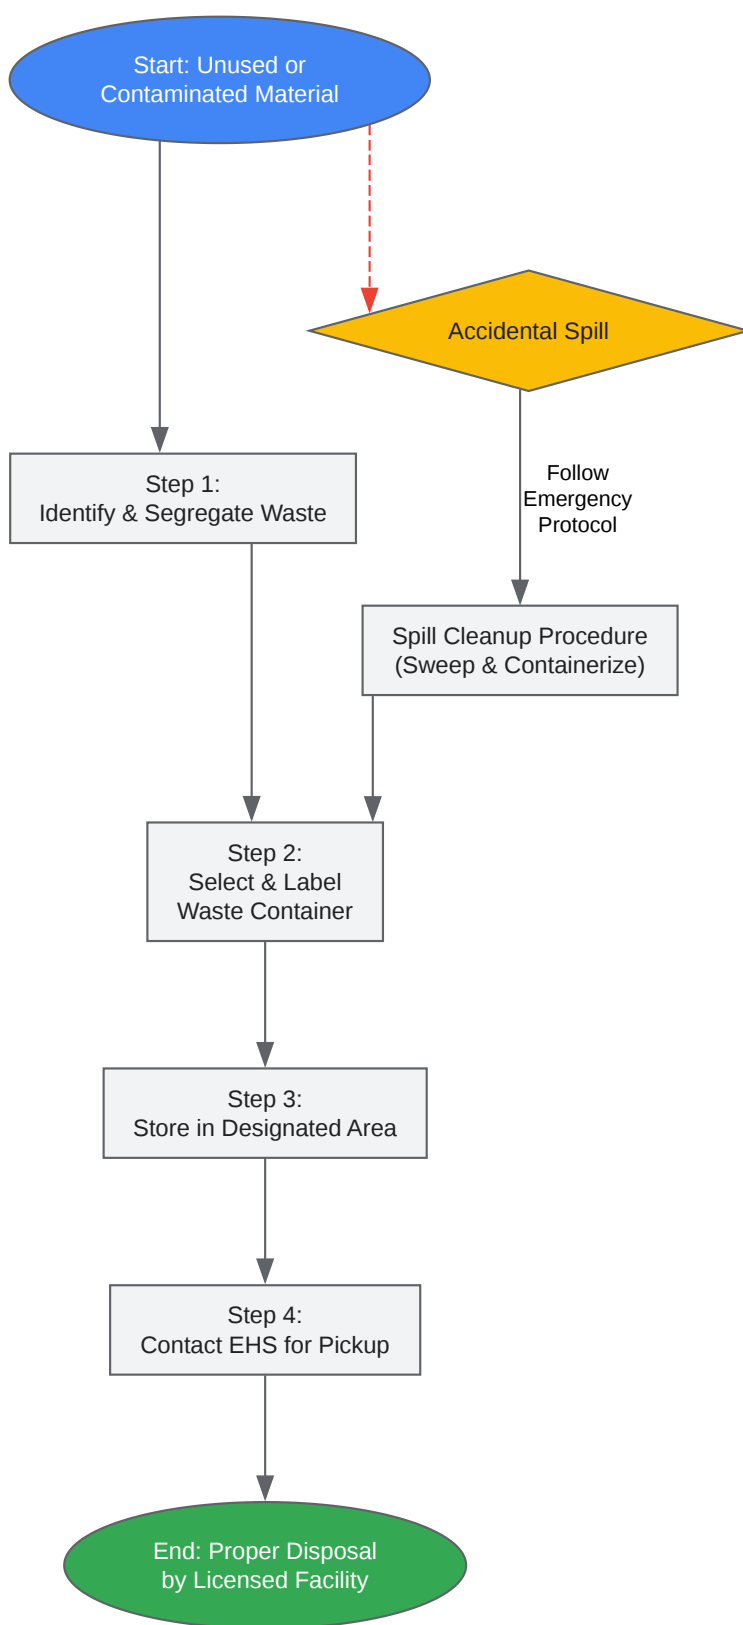 Start: Unused or
Contaminated Material
Accidental Spill
Step 1:
Identify & Segregate Waste
Follow
Emergency
Protocol
Spill Cleanup Procedure
(Sweep & Containerize)
Step 2:
Select & Label
Waste Container
Step 3:
Store in Designated Area
Step 4:
Contact EHS for Pickup
End: Proper Disposal
by Licensed Facility